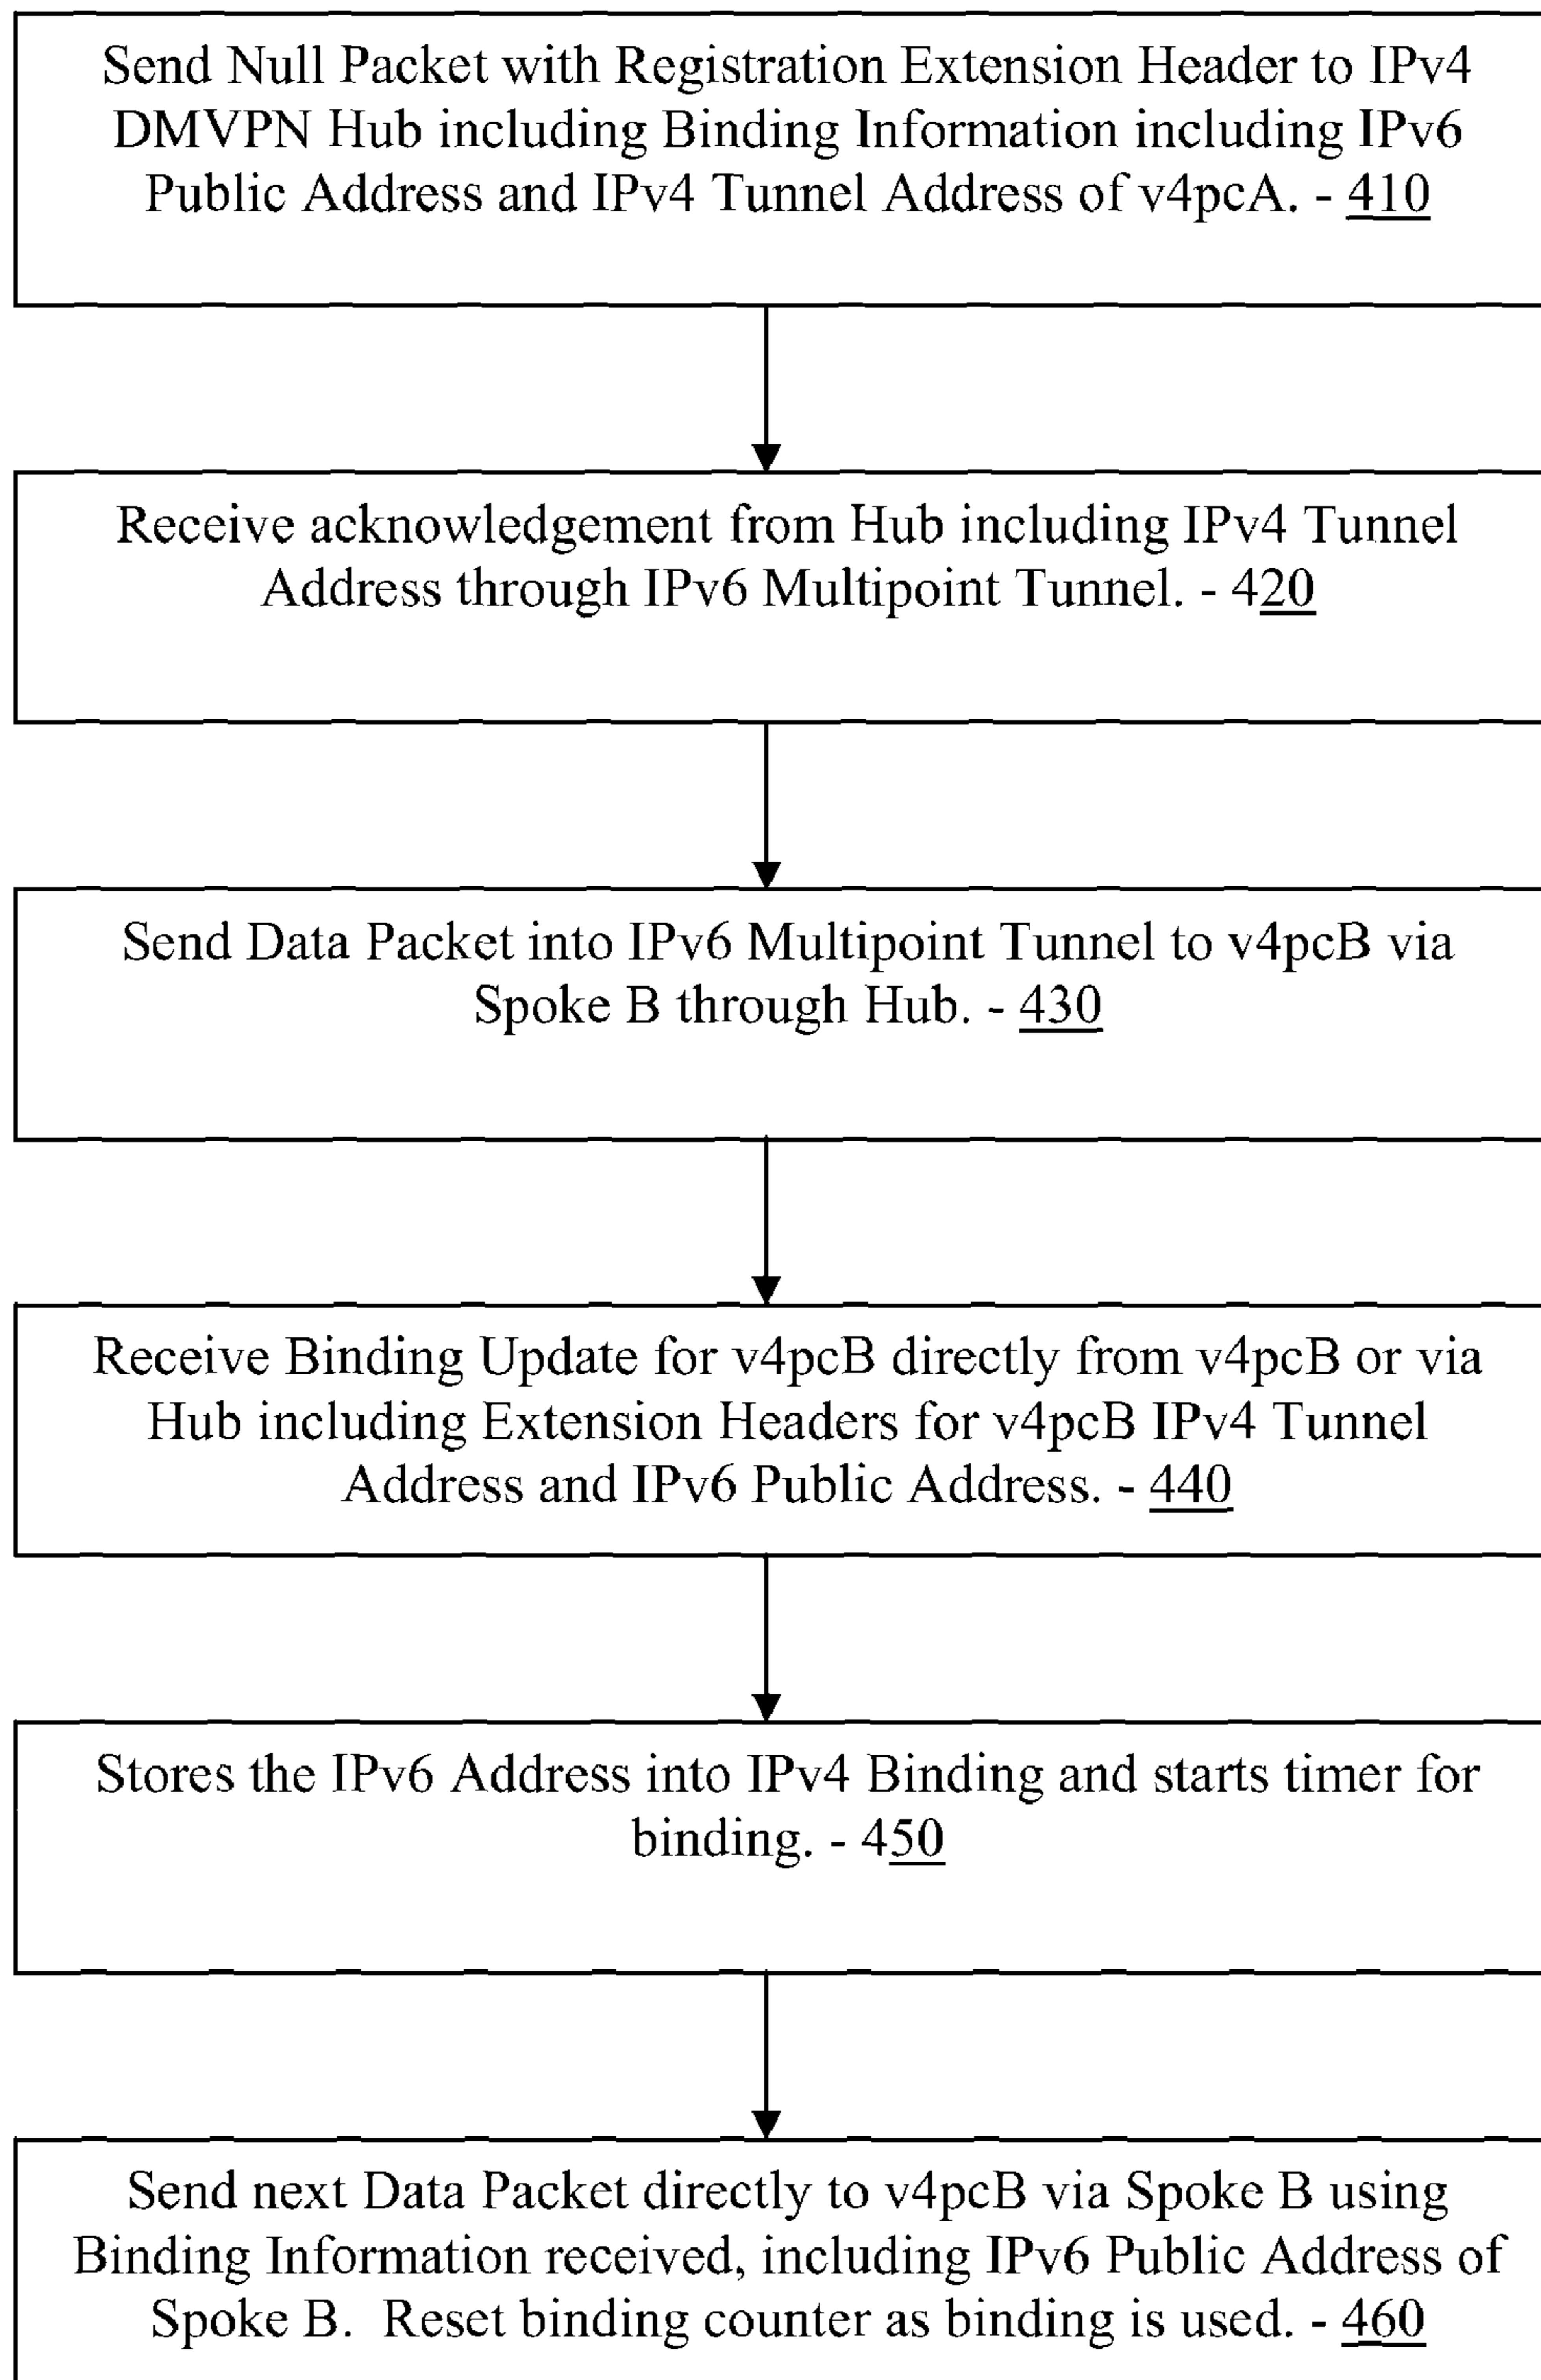 Send Null Packet with Registration Extension Header to IPv4
DMVPN Hub including Binding Information including IPv6
Public Address and IPv4 Tunnel Address of v4pcA. - 410
Receive acknowledgement from Hub including IPv4 Tunnel
Address through IPv6 Multipoint Tunnel. - 420
Send Data Packet into IPv6 Multipoint Tunnel to v4pcB via
Spoke B through Hub. - 430
Receive Binding Update for v4pcB directly from v4pcB or via
Hub including Extension Headers for v4pcB IPv4 Tunnel
Address and IPv6 Public Address. - 440
Stores the IPv6 Address into IPv4 Binding and starts timer for
binding. - 450
Send next Data Packet directly to v4pcB via Spoke B using
Binding Information received, including IPv6 Public Address of
Spoke B.  Reset binding counter as binding is used. - 460